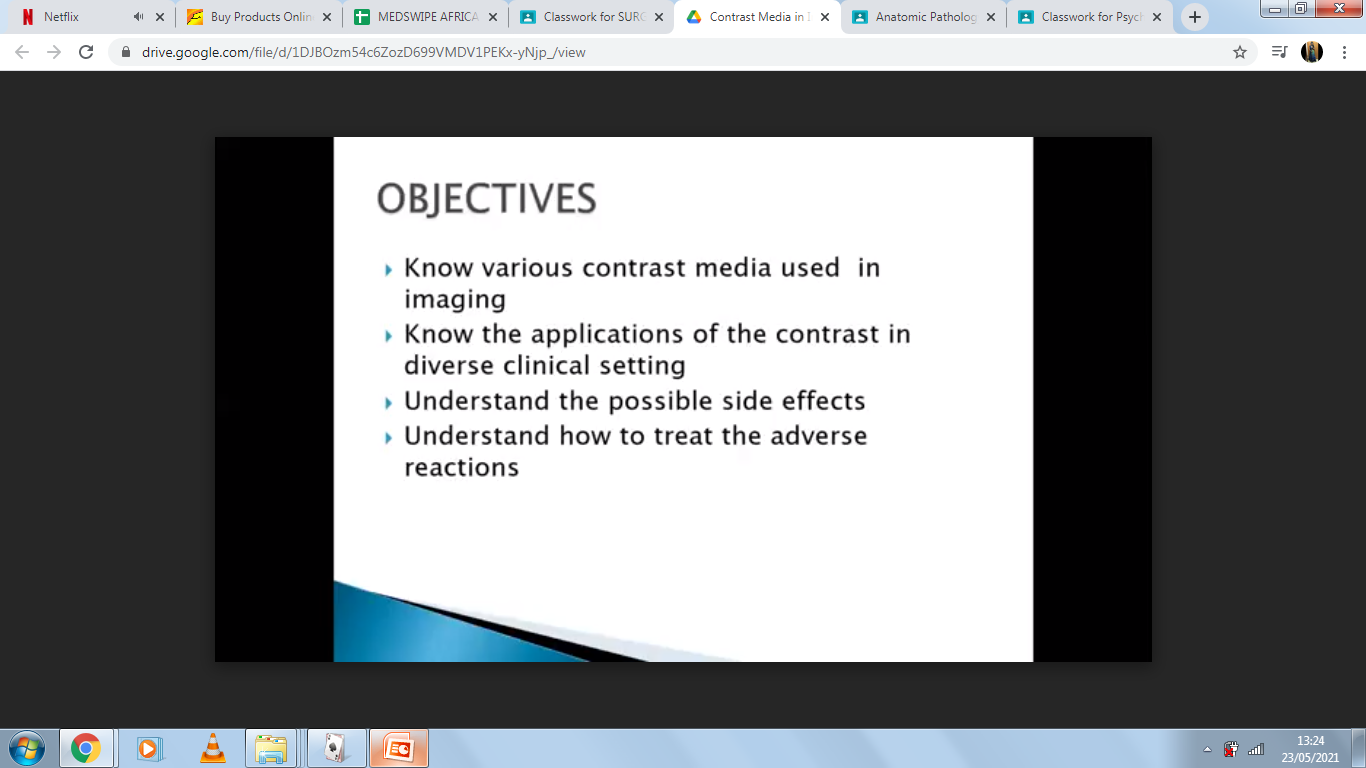 Netflix
Buy Products Onlin
MEDSWIPE AFRICA
Classwork for SURG
Contrast Media in I
Anatomic Patholog
Classwork for Psych
drive.google.com/file/d/1DJBOzm54c6ZozD699VMDV1PEKx-yNjp_/view
OBJECTIVES
Know various contrast media used in
imaging
Know the applications of the contrast in
diverse clinical setting
Understand the possible side effects
Understand how to treat the adverse
reactions
13:24
23/05/2021